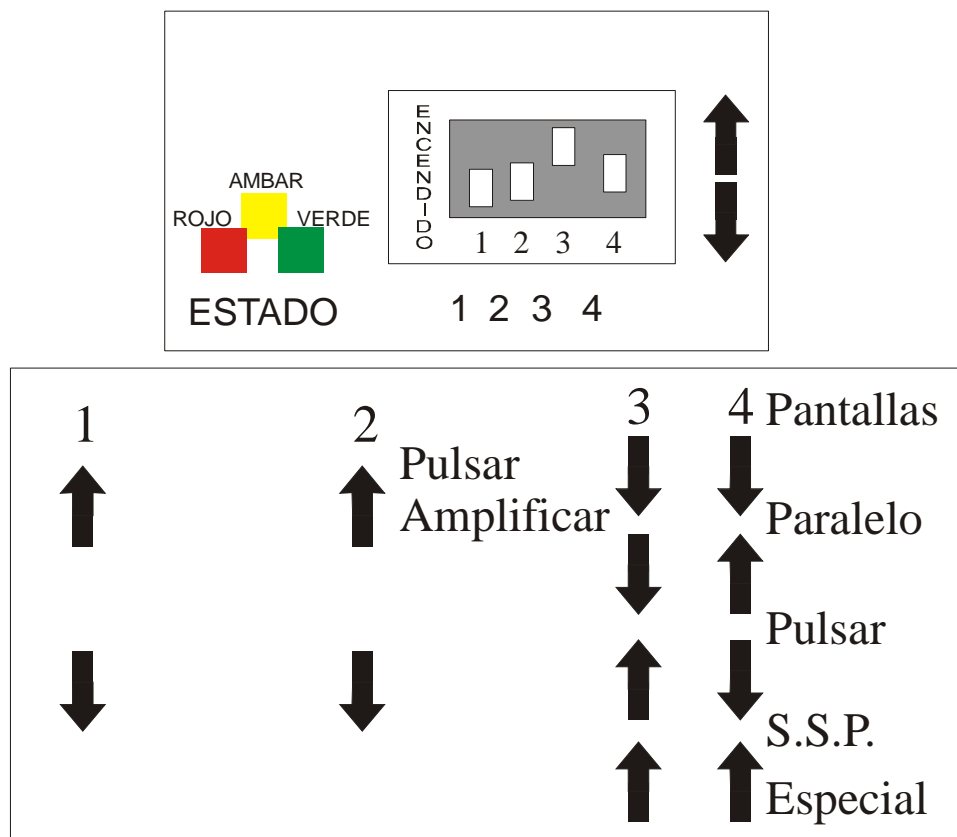 ENCENDIDO
AMBAR
ROJO VERDE
1 2 3 4
ESTADO 1 2 3 4
1 2 3 4 Pantallas
Pulsar
Amplificar Paralelo
Pulsar
S.S.P.
Especial